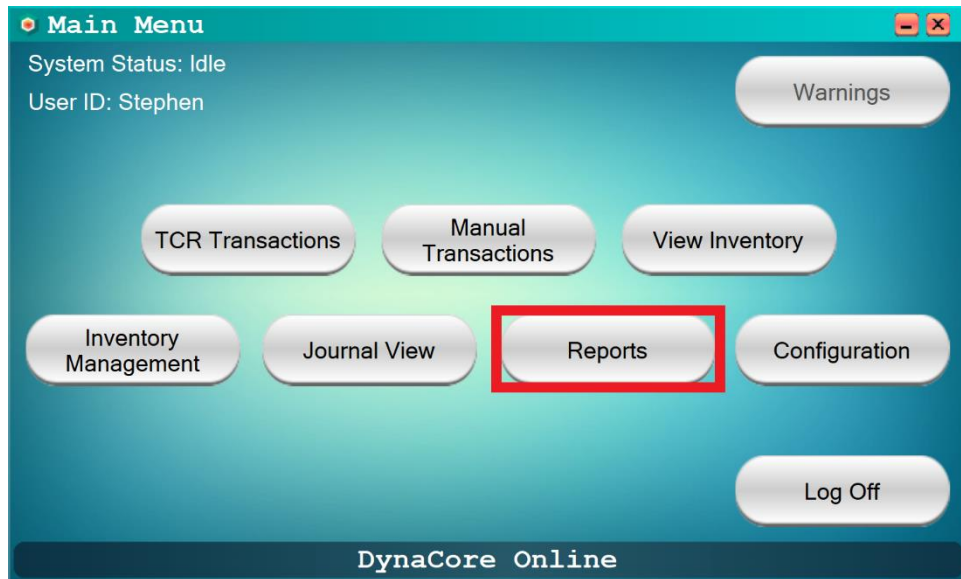 Main Menu
System Status: Idle
User ID: Stephen
Warnings
TCR Transactions
Manual
Transactions
View Inventory
Inventory
Management
Journal View
Reports
Configuration
Log Off
DynaCore Online